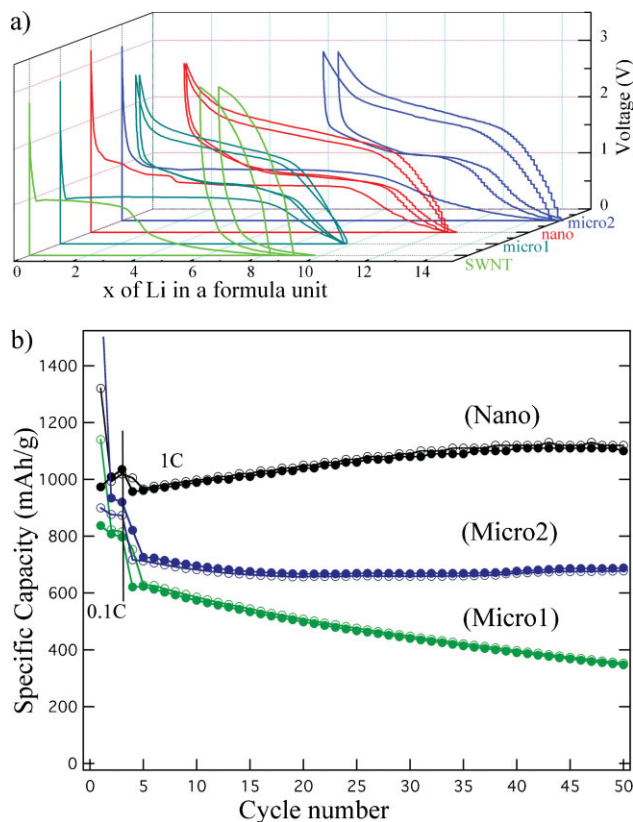 a)
3
2
1
0
Voltage (V)
micro2
nano
micro1
SWNT
0 2 4 6 8 10 12 14
x of Li in a formula unit
b)
1400
1200
1000
800
600
400
200
0
Specific Capacity (mAh/g)
1C
0.1C
(Nano)
(Micro2)
(Micro1)
0 5 10 15 20 25 30 35 40 45 50
Cycle number